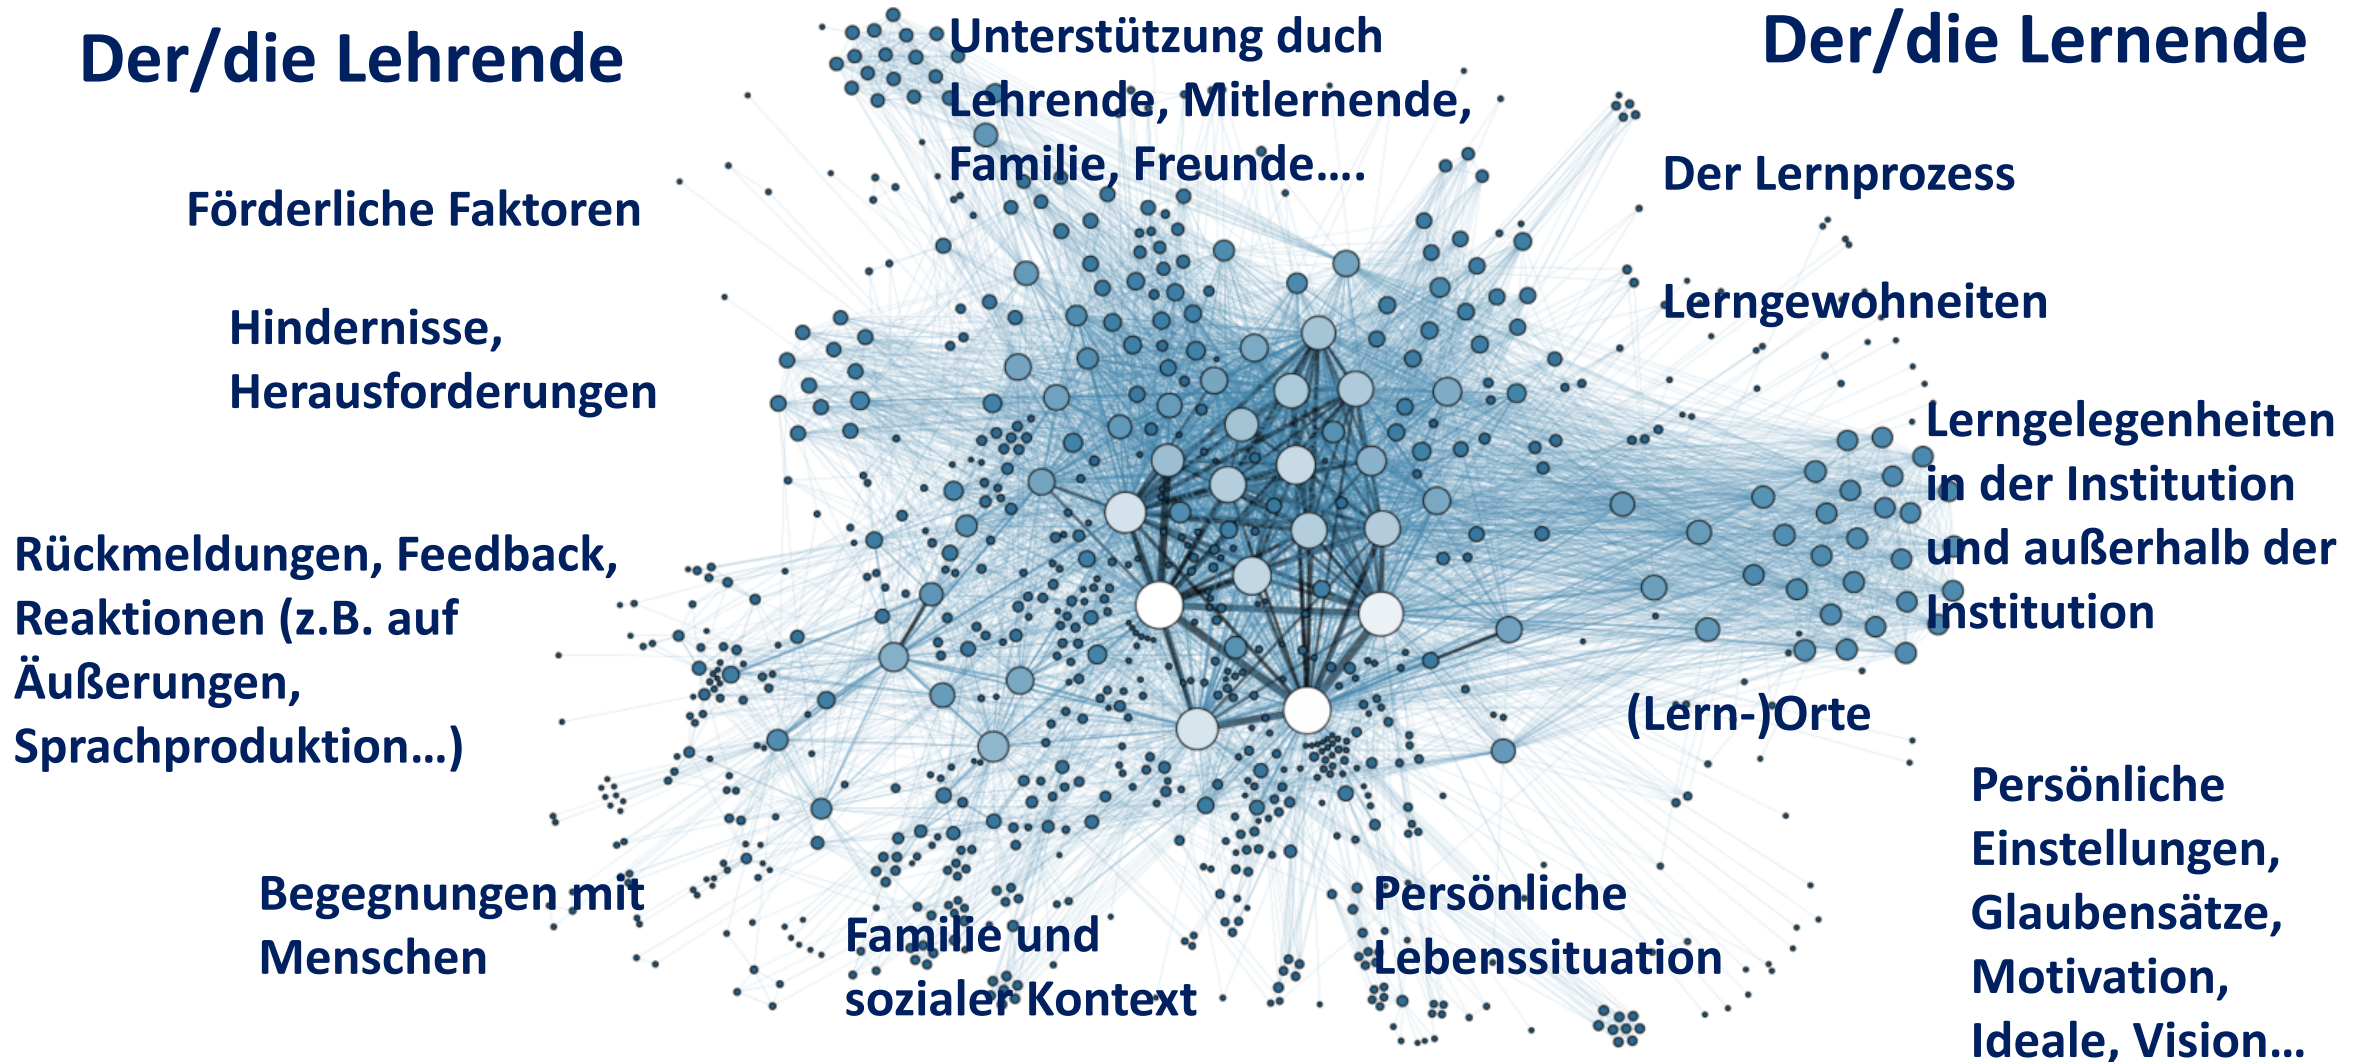 Der/die Lehrende
Unterstützung duch
Lehrende, Mitlernende,
Familie, Freunde....
Der/die Lernende
Förderliche Faktoren
Der Lernprozess
Hindernisse,
Herausforderungen
Lerngewohneiten
Lerngelegenheiten
in der Institution
und außerhalb der
Institution
Rückmeldungen, Feedback,
Reaktionen (z.B. auf
Äußerungen,
Sprachproduktion…)
(Lern-)Orte
Persönliche
Einstellungen,
Glaubensätze,
Motivation,
Ideale, Vision…
Begegnungen mit
Menschen
Familie und
sozialer Kontext
Persönliche
Lebenssituation